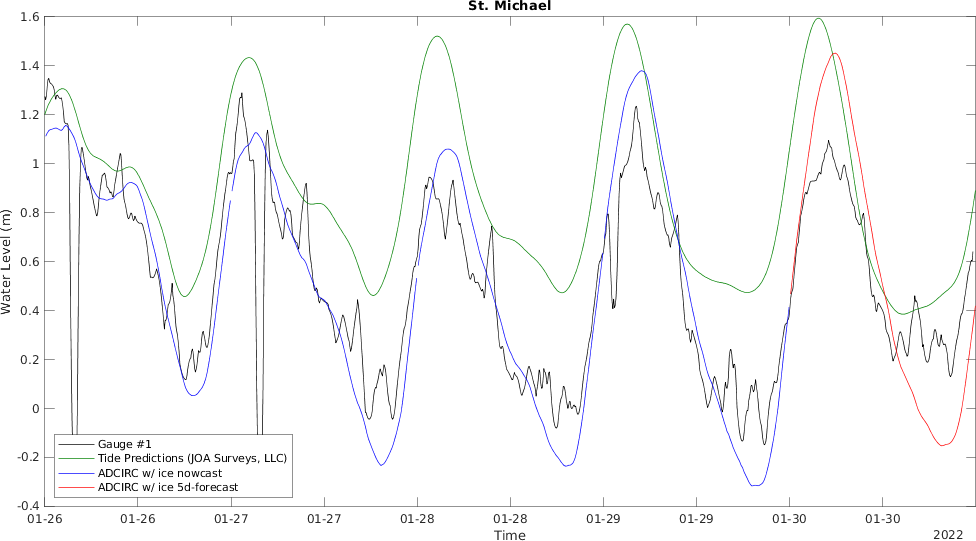 St. Michael
1.6
1.4
1.2
1
0.8
0.6
0.4
0.2
0
-0.2
-0.4
Water Level (m)
Gauge #1
Tide Predictions (JOA Surveys, LLC)
ADCIRC w/ ice nowcast
ADCIRC w/ ice 5d-forecast
01-26 01-26 01-27 01-27 01-28 01-28 01-29 01-29 01-30 01-30
Time
2022